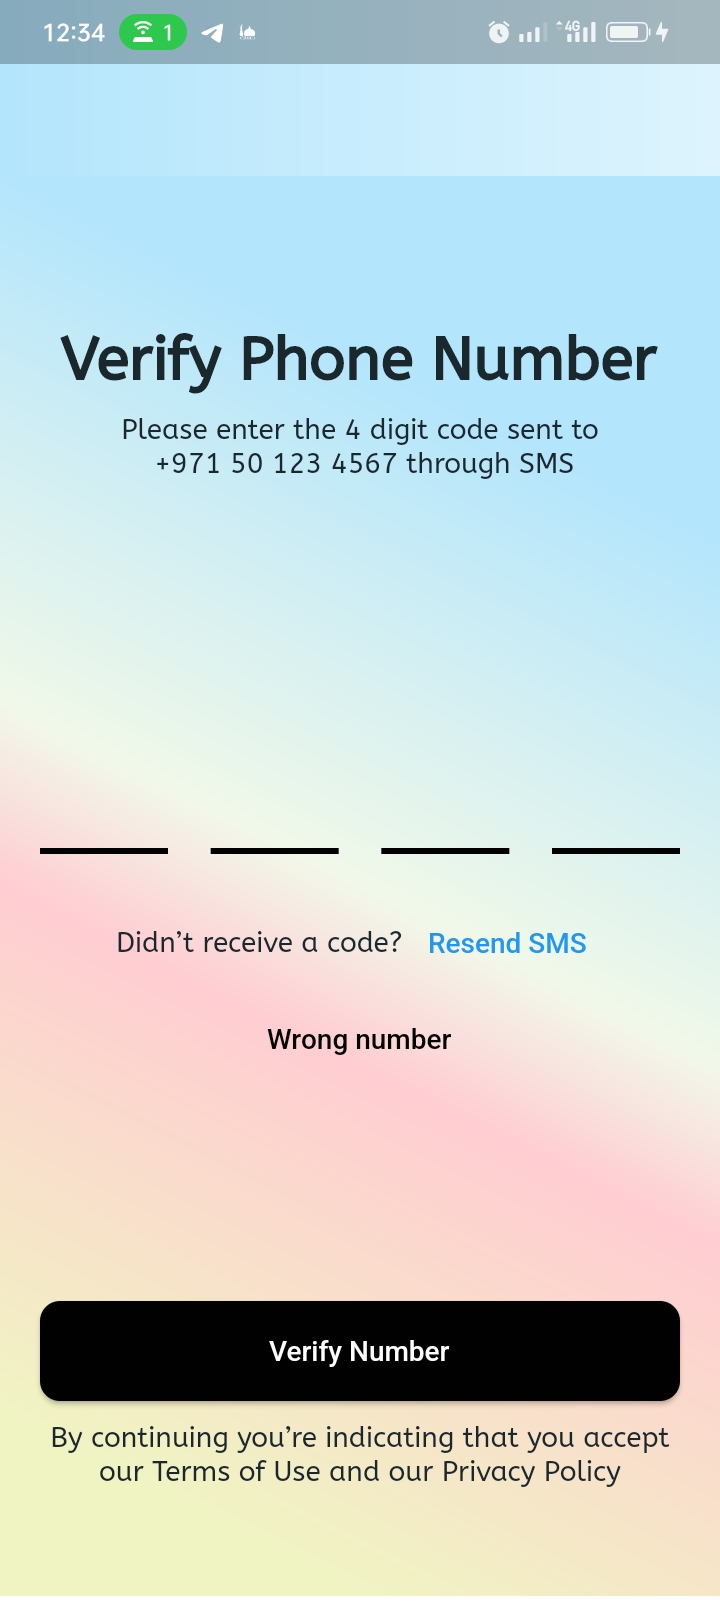 12:34 1 4G
Verify Phone Number
Please enter the 4 digit code sent to
+971 50 123 4567 through SMS
Didn’t receive a code? Resend SMS
Wrong number
Verify Number
By continuing you’re indicating that you accept
our Terms of Use and our Privacy Policy